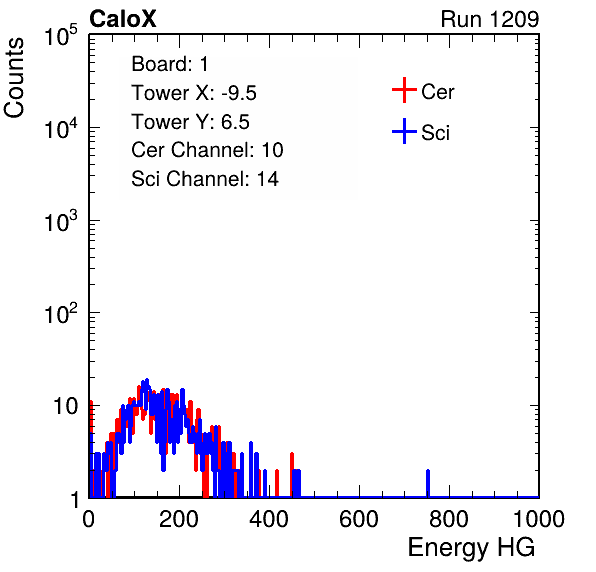 CaloX Run 1209
Counts
10^5
10^4
10^3
10^2
10
1
Board: 1
Tower X: -9.5
Tower Y: 6.5
Cer Channel: 10
Sci Channel: 14
Cer
Sci
0 200 400 600 800 1000
Energy HG